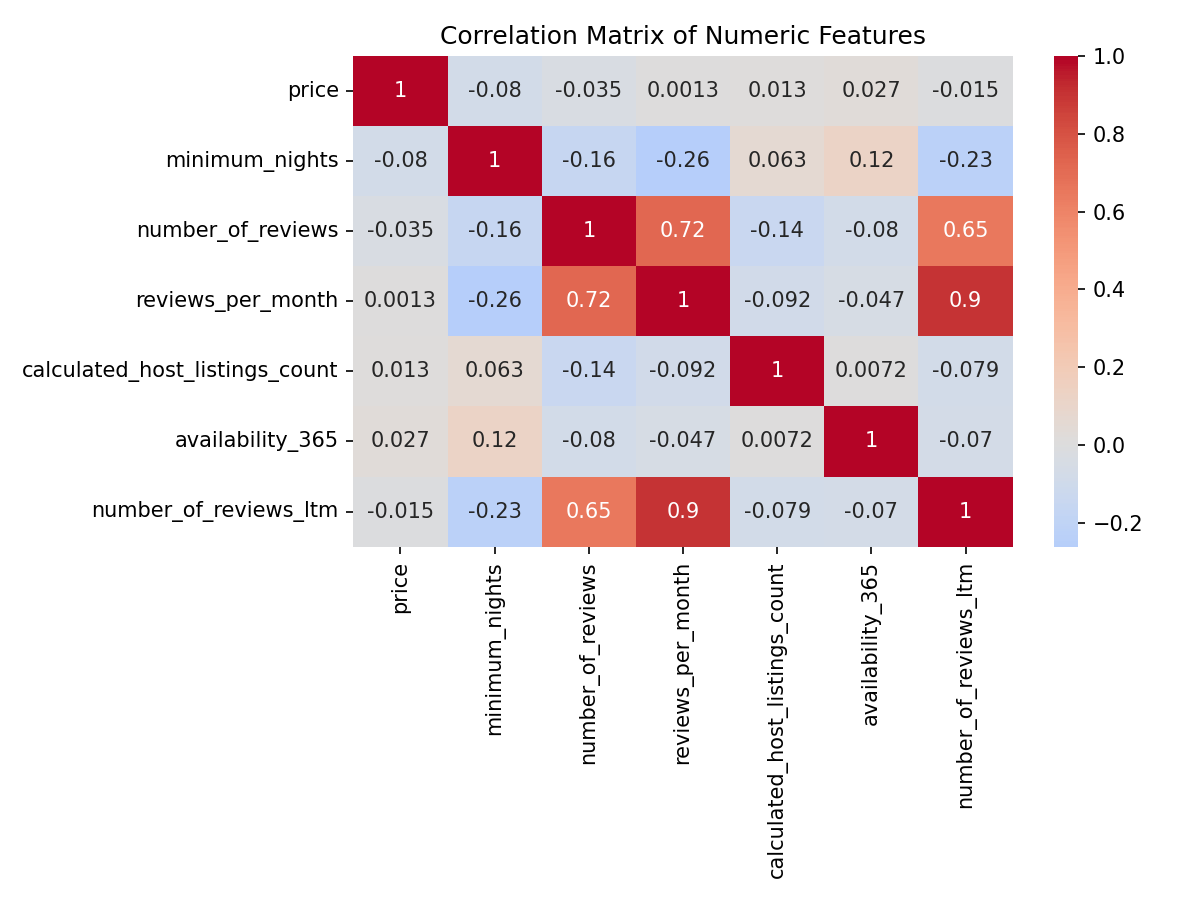 Correlation Matrix of Numeric Features
price 1 -0.08 -0.035 0.0013 0.013 0.027 -0.015
minimum_nights -0.08 1 -0.16 -0.26 0.063 0.12 -0.23
number_of_reviews -0.035 -0.16 1 0.72 -0.14 -0.08 0.65
reviews_per_month 0.0013 -0.26 0.72 1 -0.092 -0.047 0.9
calculated_host_listings_count 0.013 0.063 -0.14 -0.092 1 0.0072 -0.079
availability_365 0.027 0.12 -0.08 -0.047 0.0072 1 -0.07
number_of_reviews_ltm -0.015 -0.23 0.65 0.9 -0.079 -0.07 1
price
minimum_nights
number_of_reviews
reviews_per_month
calculated_host_listings_count
availability_365
number_of_reviews_ltm
1.0
0.8
0.6
0.4
0.2
0.0
−0.2